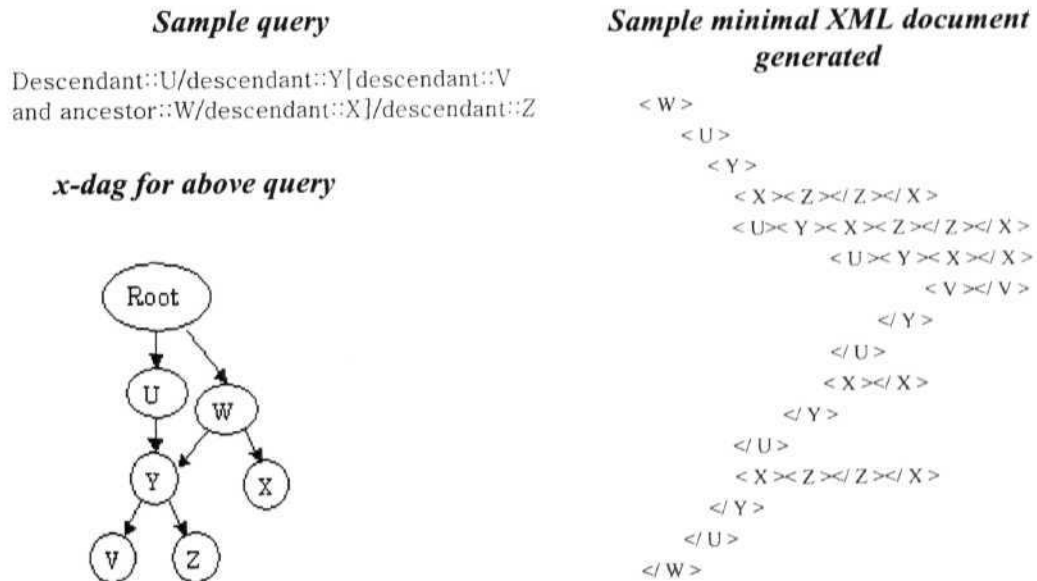 Sample query
Descendant::U/descendant::Y[descendant::V
and ancestor::W/descendant::X]/descendant::Z
x-dag for above query
Root
U
W
Y
X
V
Z
Sample minimal XML document
generated
< W >
< U >
< Y >
< X >< Z ></ Z ></ X >
< U >< Y >< X >< Z ></ Z ></ X >
< U >< Y >< X ></ X >
< V ></ V >
</ Y >
</ U >
< X ></ X >
</ Y >
</ U >
< X >< Z ></ Z ></ X >
</ Y >
</ U >
</ W >